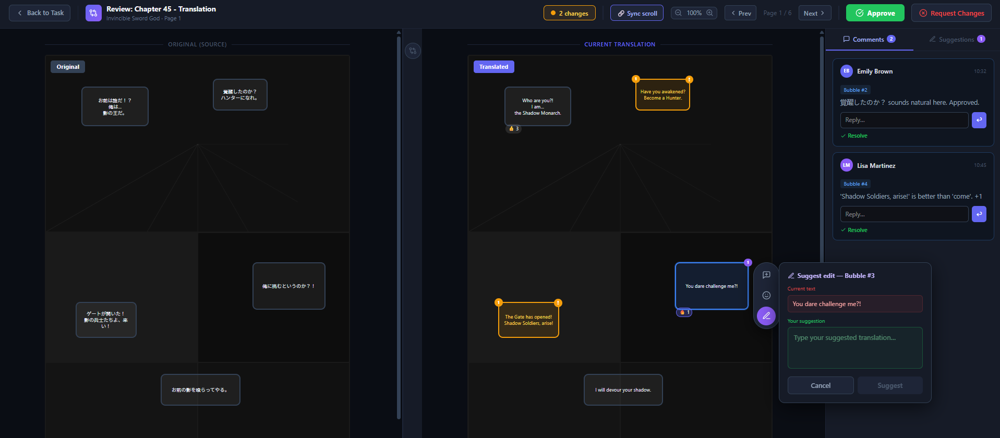 Back to Task
Review: Chapter 45 - Translation
Invincible Sword God · Page 1
2 changes
Sync scroll
100%
Prev
Page 1 / 6
Next
Approve
Request Changes
ORIGINAL (SOURCE)
Original
お前は誰だ！？
俺は...
影の王だ。
覚醒したのか？
ハンターになれ。
俺に挑むというのか？！
ゲートが開いた！
影の兵士たちよ、来
い！
お前の影を喰らってやる。
CURRENT TRANSLATION
Translated
Who are you?!
I am...
the Shadow Monarch.
👍 3
1
!
Have you awakened?
Become a Hunter.
1
You dare challenge me?!
🔥 1
1
!
The Gate has opened!
Shadow Soldiers, arise!
I will devour your shadow.
Comments 2
Suggestions 1
EB
Emily Brown
10:32
Bubble #2
覚醒したのか？ sounds natural here. Approved.
Reply...
✓ Resolve
LM
Lisa Martinez
10:45
Bubble #4
'Shadow Soldiers, arise!' is better than 'come'. +1
Reply...
✓ Resolve
Suggest edit — Bubble #3
Current text
You dare challenge me?!
Your suggestion
Type your suggested translation...
Cancel
Suggest